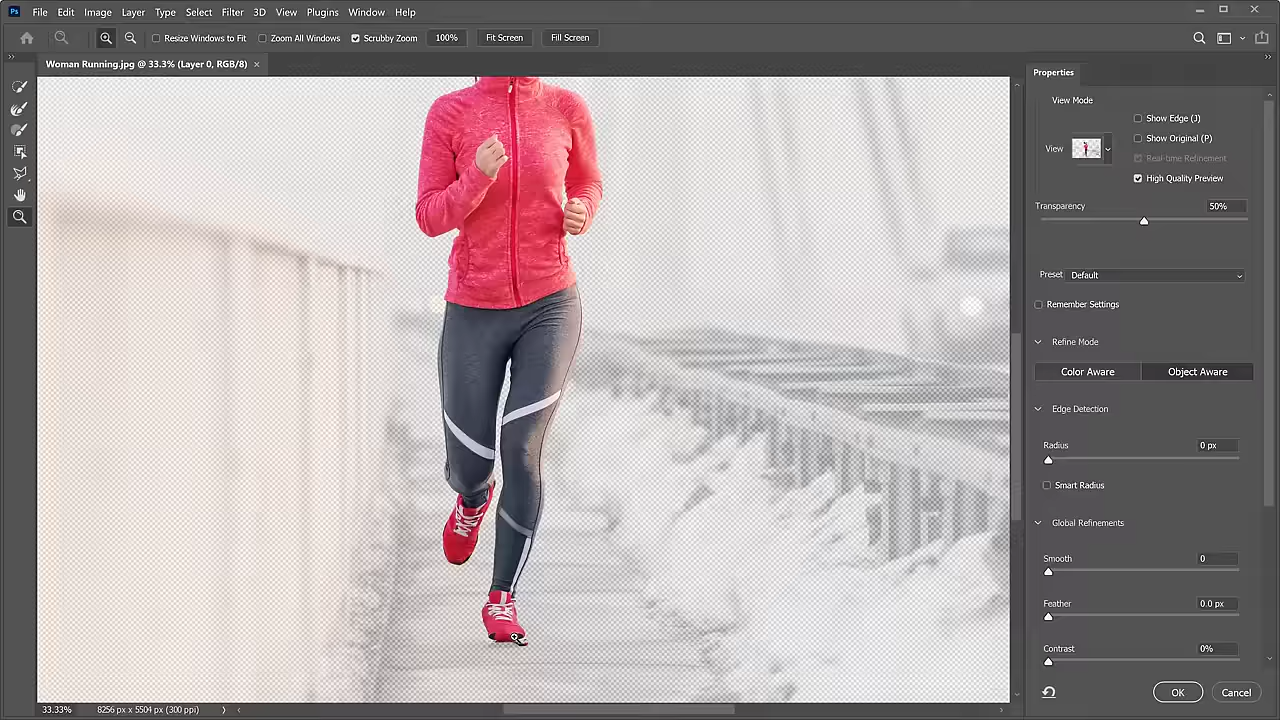 Ps File Edit Image Layer Type Select Filter 3D View Plugins Window Help
Resize Windows to Fit Zoom All Windows Scrubby Zoom 100% Fit Screen Fill Screen
Woman Running.jpg @ 33.3% (Layer 0, RGB/8) ×
Properties
View Mode
Show Edge (J)
Show Original (P)
View
Real-time Refinement
High Quality Preview
Transparency 50%
Preset Default
Remember Settings
Refine Mode
Color Aware Object Aware
Edge Detection
Radius 0 px
Smart Radius
Global Refinements
Smooth 0
Feather 0.0 px
Contrast 0%
OK Cancel
33.33% 8256 px x 5504 px (300 ppi)